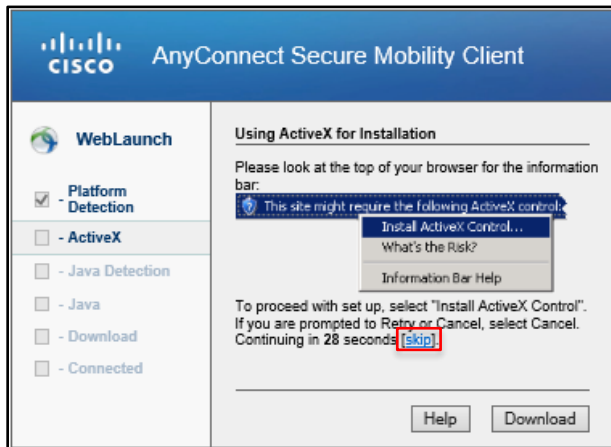 CISCO
AnyConnect Secure Mobility Client
WebLaunch
- Platform
Detection
- ActiveX
- Java Detection
- Java
- Download
- Connected
Using ActiveX for Installation
Please look at the top of your browser for the information
bar:
This site might require the following ActiveX control:
Install ActiveX Control...
What's the Risk?
Information Bar Help
To proceed with set up, select "Install ActiveX Control".
If you are prompted to Retry or Cancel, select Cancel.
Continuing in 28 seconds [skip].
Help
Download